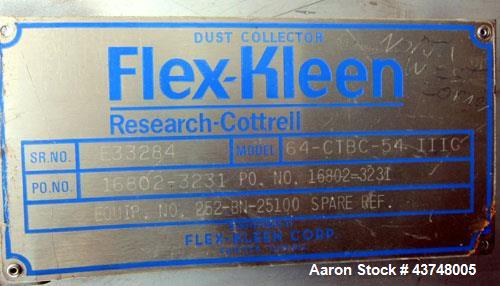 DUST COLLECTOR
Flex-Kleen
Research-Cottrell
SR.NO. E33284 MODEL 64-CTBC-54 IIIG
PO.NO. 16802-3231 PO. NO. 16802-3231
EQUIP. NO. 262-BN-25100 SPARE REF.
FLEX-KLEEN CORP.
Aaron Stock # 43748005